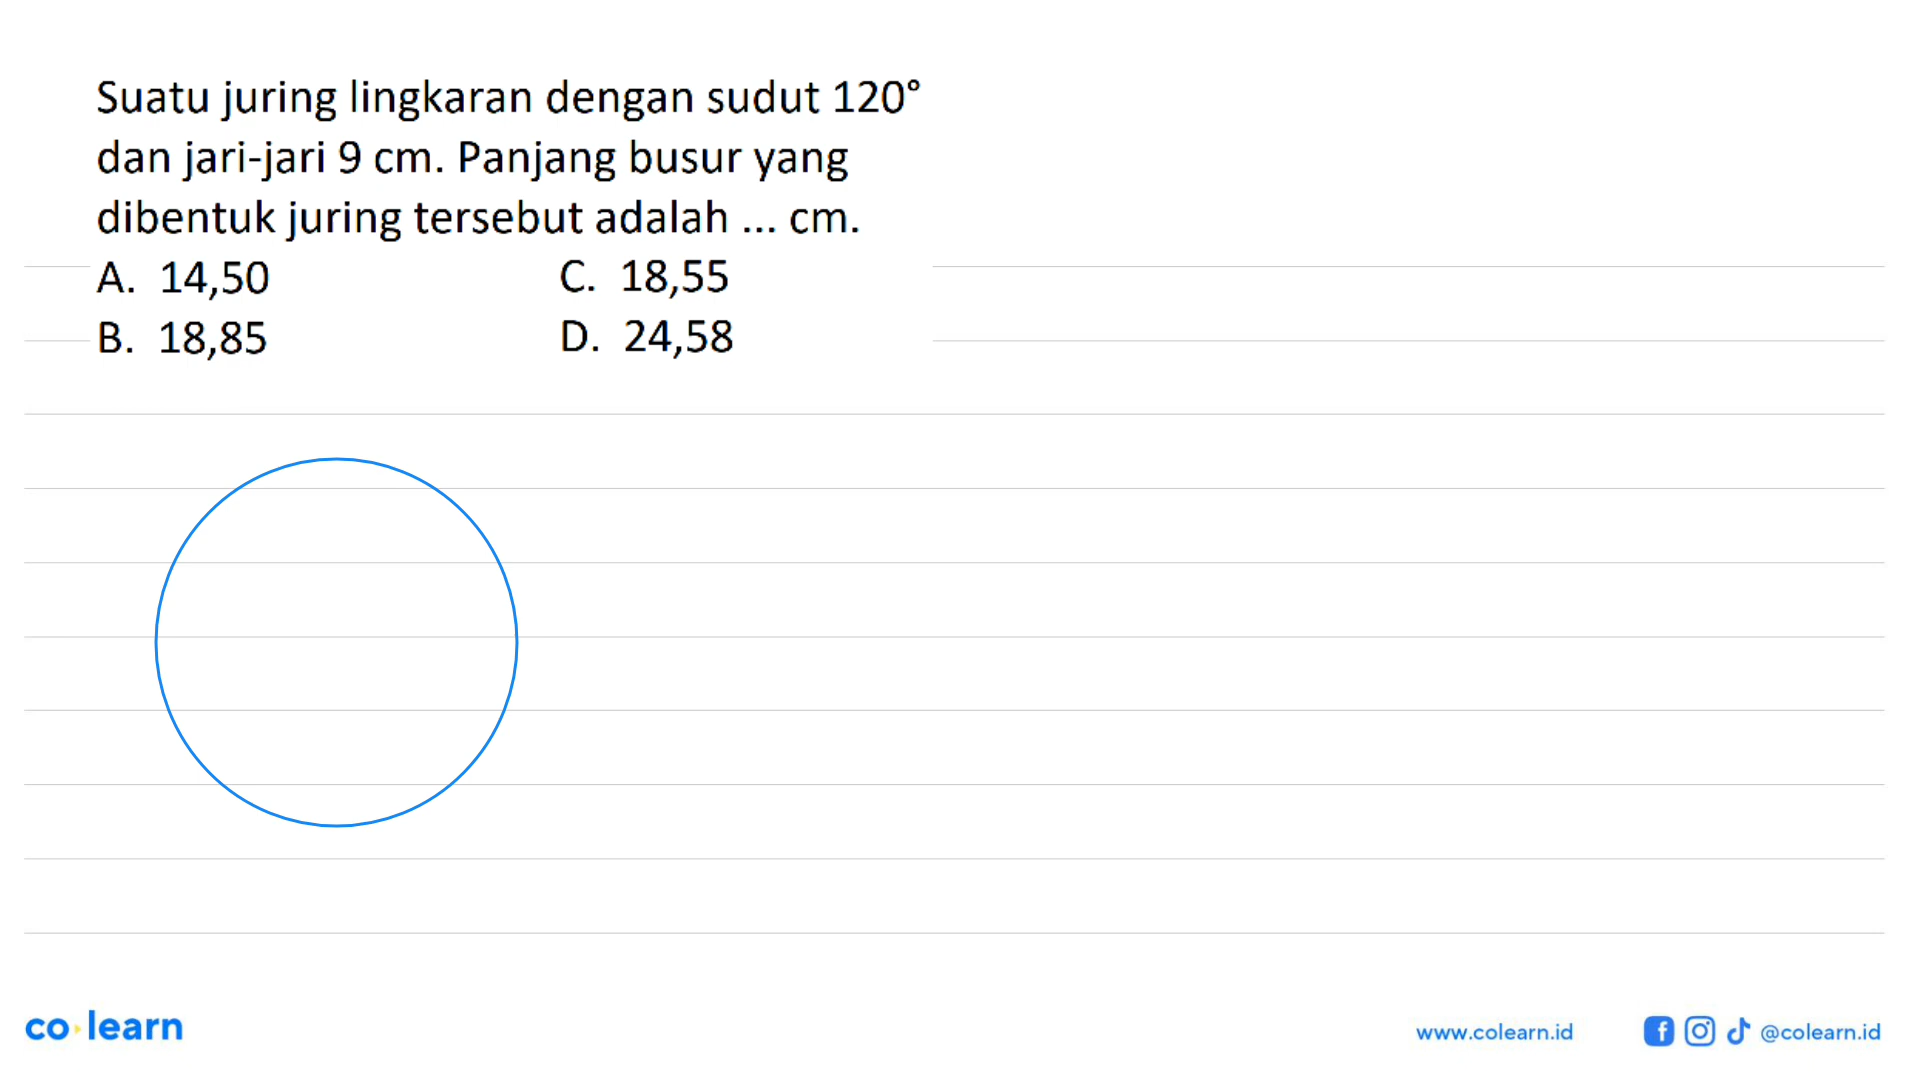 Suatu juring lingkaran dengan sudut 120°
dan jari-jari 9 cm. Panjang busur yang
dibentuk juring tersebut adalah ... cm.
A. 14,50 C. 18,55
B. 18,85 D. 24,58
co learn
www.colearn.id @colearn.id